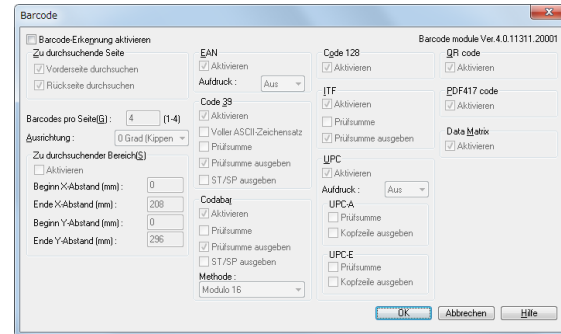 Barcode
Barcode-Erkennung aktivieren
Barcode module Ver.4.0.11311.20001
Zu durchsuchende Seite
Vorderseite durchsuchen
Rückseite durchsuchen
Barcodes pro Seite(G) : 4 (1-4)
Ausrichtung : 0 Grad (Kippen
Zu durchsuchender Bereich(S)
Aktivieren
Beginn X-Abstand (mm) : 0
Ende X-Abstand (mm) : 208
Beginn Y-Abstand (mm) : 0
Ende Y-Abstand (mm) : 296
EAN
Aktivieren
Aufdruck : Aus
Code 39
Aktivieren
Voller ASCII-Zeichensatz
Prüfsumme
Prüfsumme ausgeben
ST/SP ausgeben
Codabar
Aktivieren
Prüfsumme
Prüfsumme ausgeben
ST/SP ausgeben
Methode :
Modulo 16
Code 128
Aktivieren
ITF
Aktivieren
Prüfsumme
Prüfsumme ausgeben
UPC
Aktivieren
Aufdruck : Aus
UPC-A
Prüfsumme
Kopfzeile ausgeben
UPC-E
Prüfsumme
Kopfzeile ausgeben
QR code
Aktivieren
PDF417 code
Aktivieren
Data Matrix
Aktivieren
OK Abbrechen Hilfe